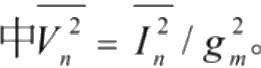 中$\overline{V_n^2} = \overline{I_n^2} / g_m^2$。